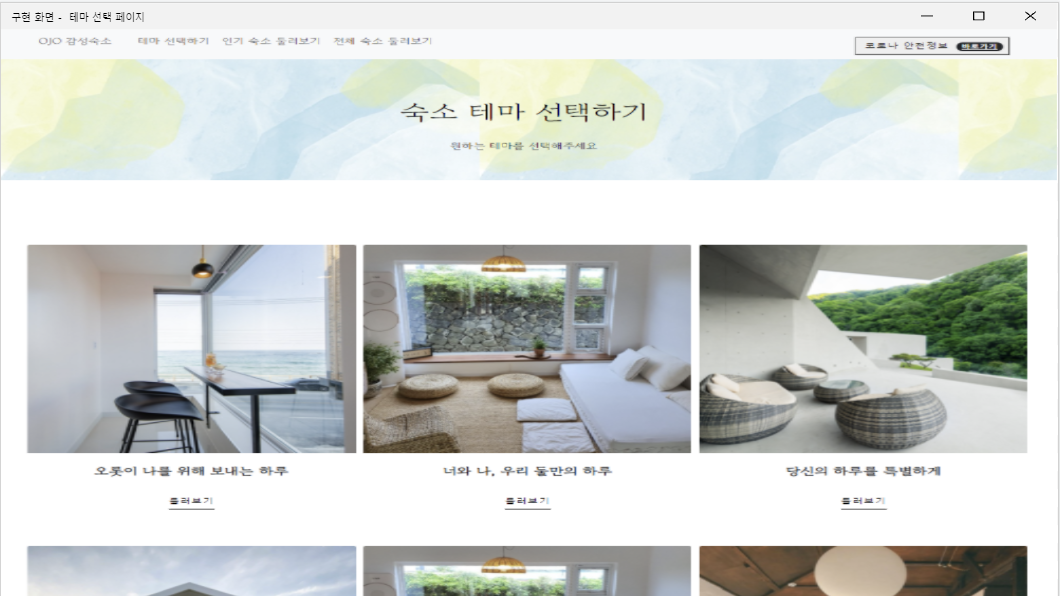 구현 화면 - 테마 선택 페이지
OJO 감성숙소 테마 선택하기 인기 숙소 둘러보기 전체 숙소 둘러보기
코로나 안전정보 바로가기
숙소 테마 선택하기
원하는 테마를 선택해주세요
오롯이 나를 위해 보내는 하루
너와 나, 우리 둘만의 하루
당신의 하루를 특별하게
둘러보기
둘러보기
둘러보기